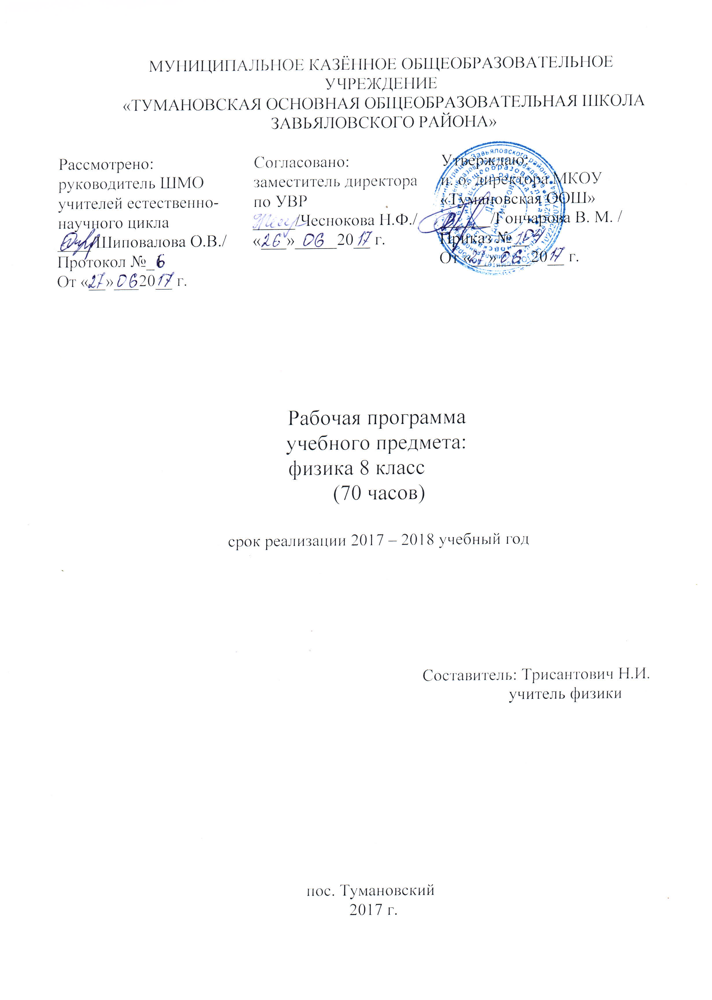 МУНИЦИПАЛЬНОЕ КАЗЁННОЕ ОБЩЕОБРАЗОВАТЕЛЬНОЕ
УЧРЕЖДЕНИЕ
«ТУМАНОВСКАЯ ОСНОВНАЯ ОБЩЕОБРАЗОВАТЕЛЬНАЯ ШКОЛА
ЗАВЬЯЛОВСКОГО РАЙОНА»
Рассмотрено:
руководитель ШМО
учителей естественно-
научного цикла
/Шиповалова О.В./
Протокол №_6
От «27» 06 2017 г.
Согласовано:
заместитель директора
по УВР
/Чеснокова Н.Ф./
«26» 06 2017 г.
Утверждаю:
и. о. директора МКОУ
«Тумановская ООШ»
/Гончарова В. М. /
Приказ № 104
От «27» 06 2017 г.
Рабочая программа
учебного предмета:
физика 8 класс
(70 часов)
срок реализации 2017 – 2018 учебный год
Составитель: Трисантович Н.И.
учитель физики
пос. Тумановский
2017 г.